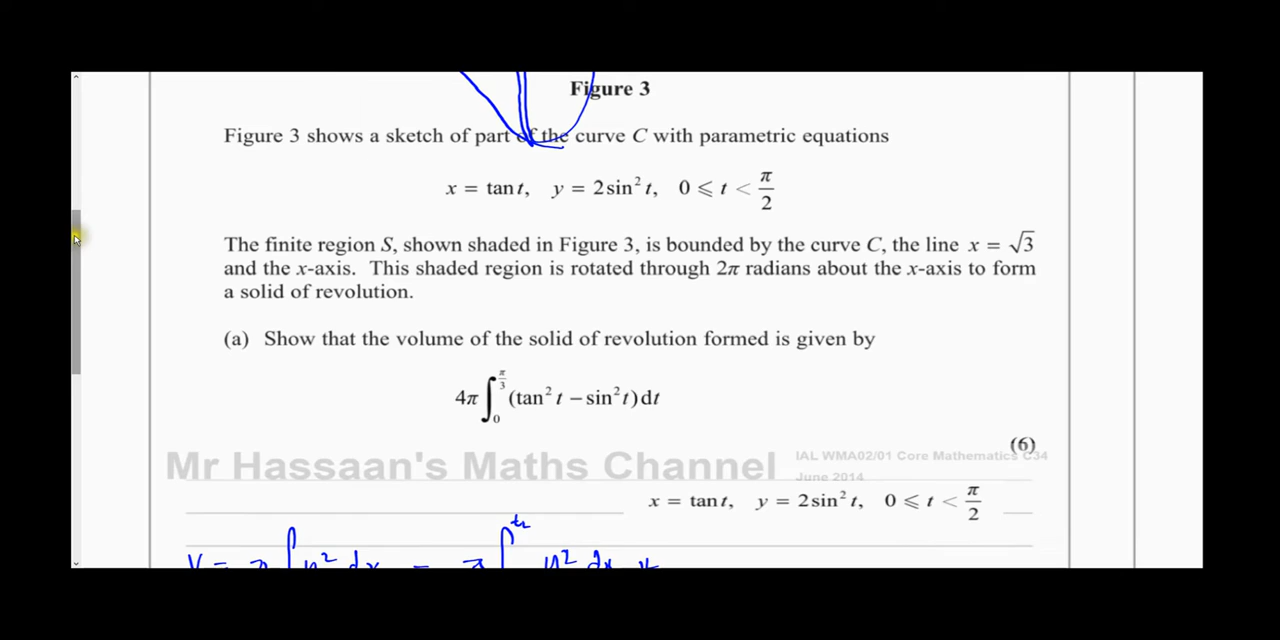 Figure 3
Figure 3 shows a sketch of part of the curve C with parametric equations
x = tan t, y = 2 sin² t, 0 ⩽ t < π/2
The finite region S, shown shaded in Figure 3, is bounded by the curve C, the line x = √3
and the x-axis. This shaded region is rotated through 2π radians about the x-axis to form
a solid of revolution.
(a) Show that the volume of the solid of revolution formed is given by
4π ∫₀^(π/3) (tan² t − sin² t) dt
(6)
Mr Hassaan's Maths Channel
IAL WMA02/01 Core Mathematics C34
June 2014
x = tan t, y = 2 sin² t, 0 ⩽ t < π/2